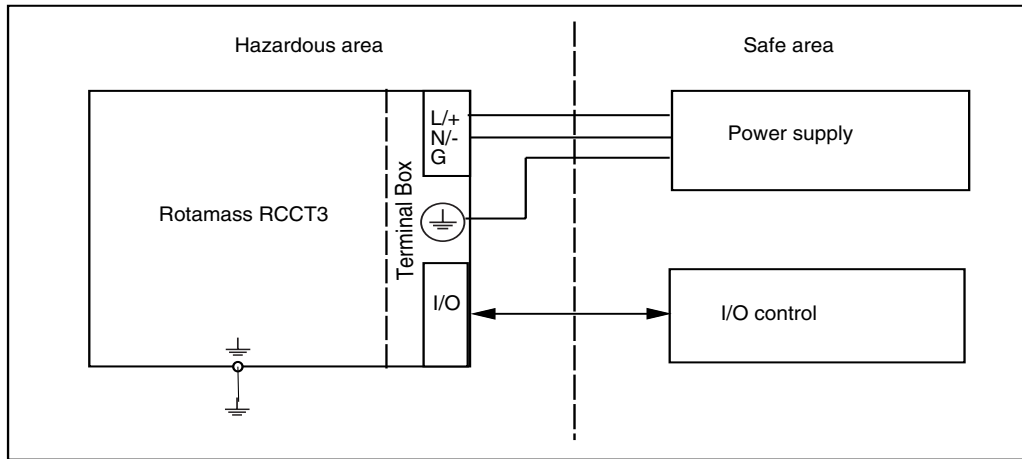 Hazardous area
Safe area
L/+
N/-
G
Power supply
Rotamass RCCT3
Terminal Box
I/O
I/O control